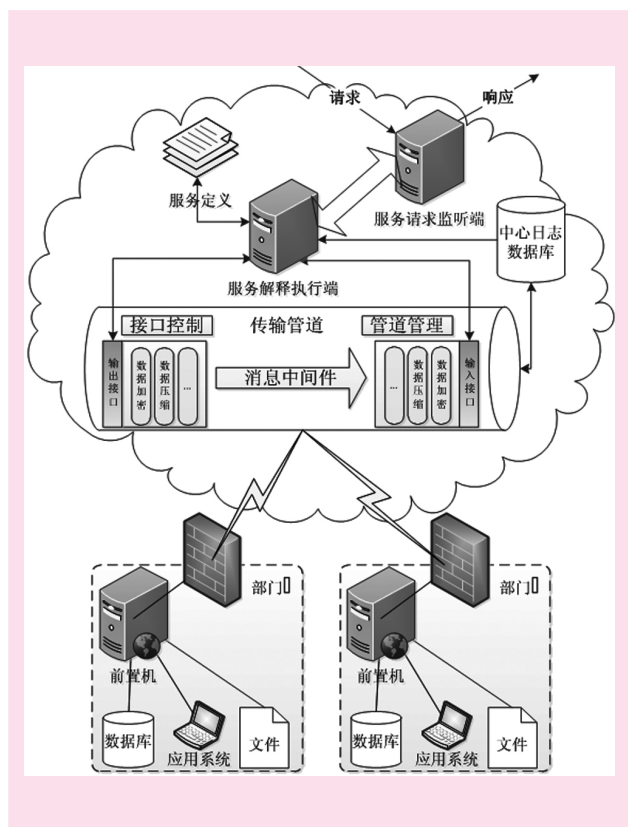 请求
响应
服务定义
服务请求监听端
中心日志
数据库
服务解释执行端
接口控制
传输管道
管道管理
输出接口
数据加密
数据压缩
...
消息中间件
...
数据压缩
数据加密
输入接口
部门
部门
前置机
前置机
数据库
应用系统
文件
数据库
应用系统
文件